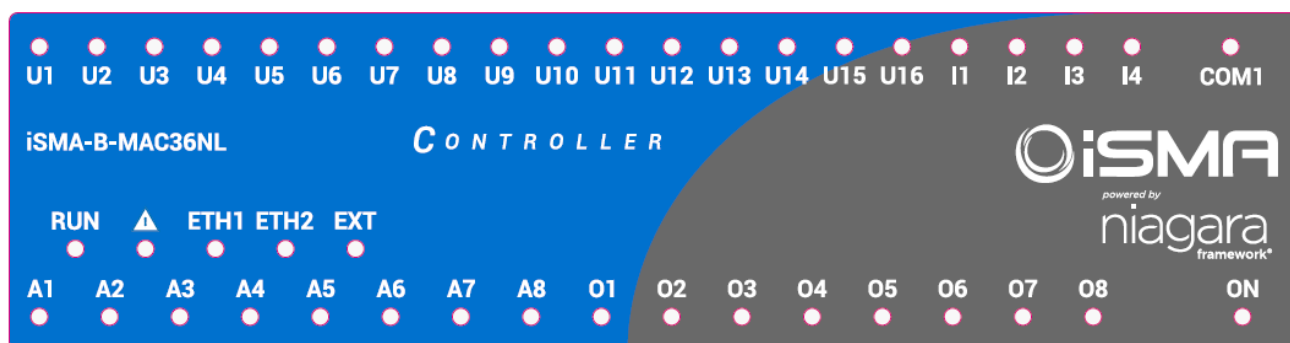 U1 U2 U3 U4 U5 U6 U7 U8 U9 U10 U11 U12 U13 U14 U15 U16 I1 I2 I3 I4 COM1
iSMA-B-MAC36NL CONTROLLER
iSMA
powered by
niagara
framework®
RUN ETH1 ETH2 EXT
A1 A2 A3 A4 A5 A6 A7 A8 O1 O2 O3 O4 O5 O6 O7 O8 ON